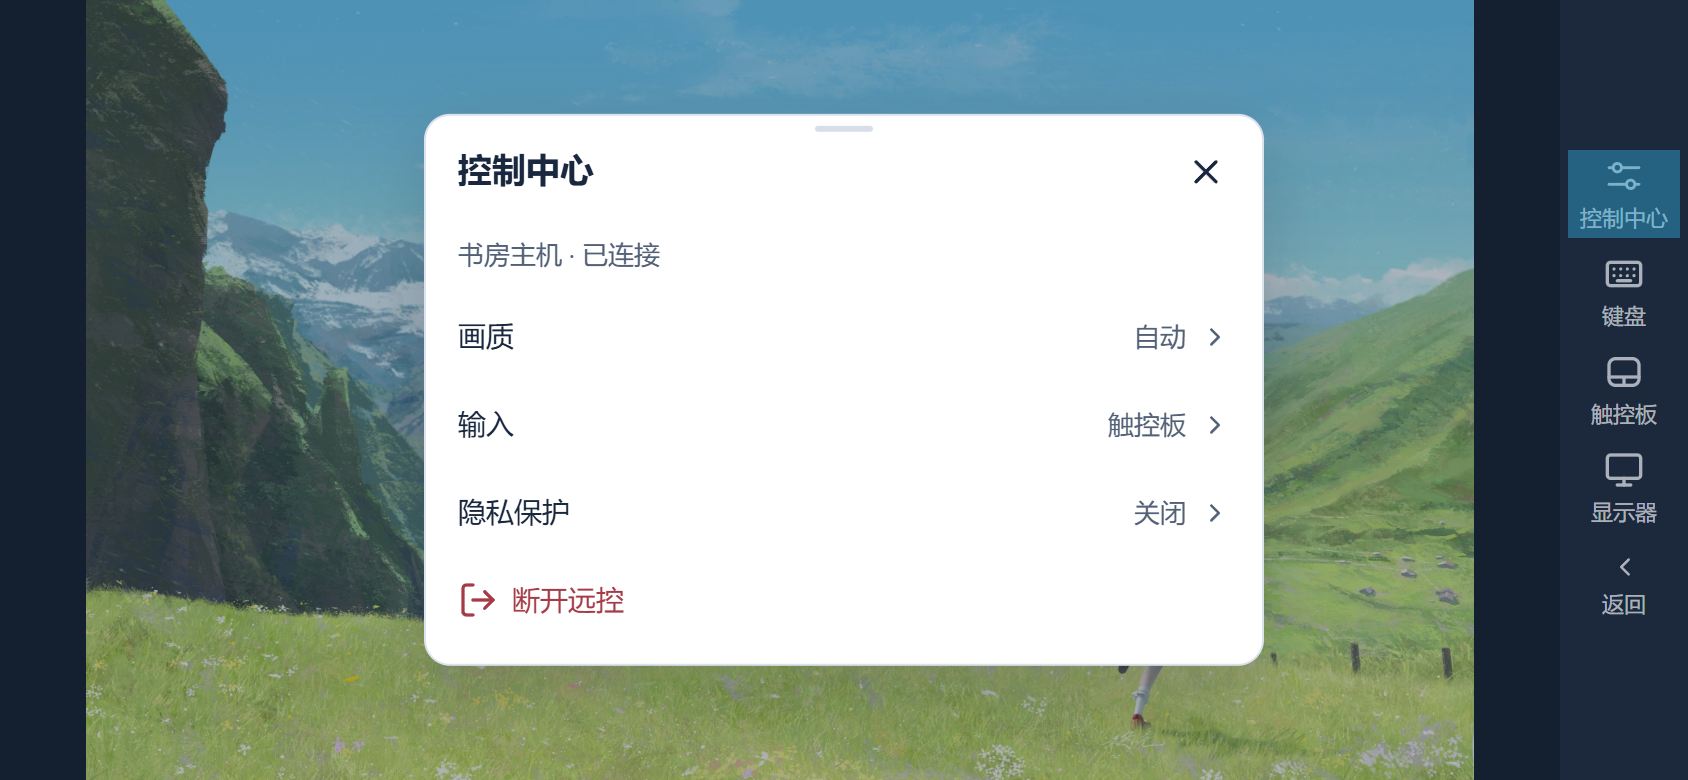 控制中心
书房主机 · 已连接
画质 自动
输入 触控板
隐私保护 关闭
断开远控
控制中心
键盘
触控板
显示器
返回